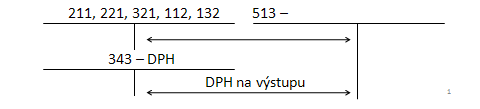 211, 221, 321, 112, 132 513 –
343 – DPH
DPH na výstupu
1